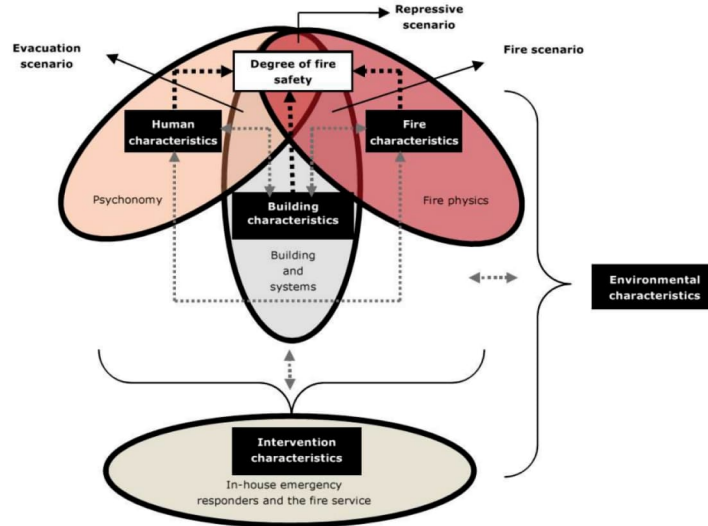 Repressive
scenario
Evacuation
scenario
Fire scenario
Degree of fire
safety
Human
characteristics
Fire
characteristics
Psychonomy
Building
characteristics
Fire physics
Building
and
systems
Environmental
characteristics
Intervention
characteristics
In-house emergency
responders and the fire service